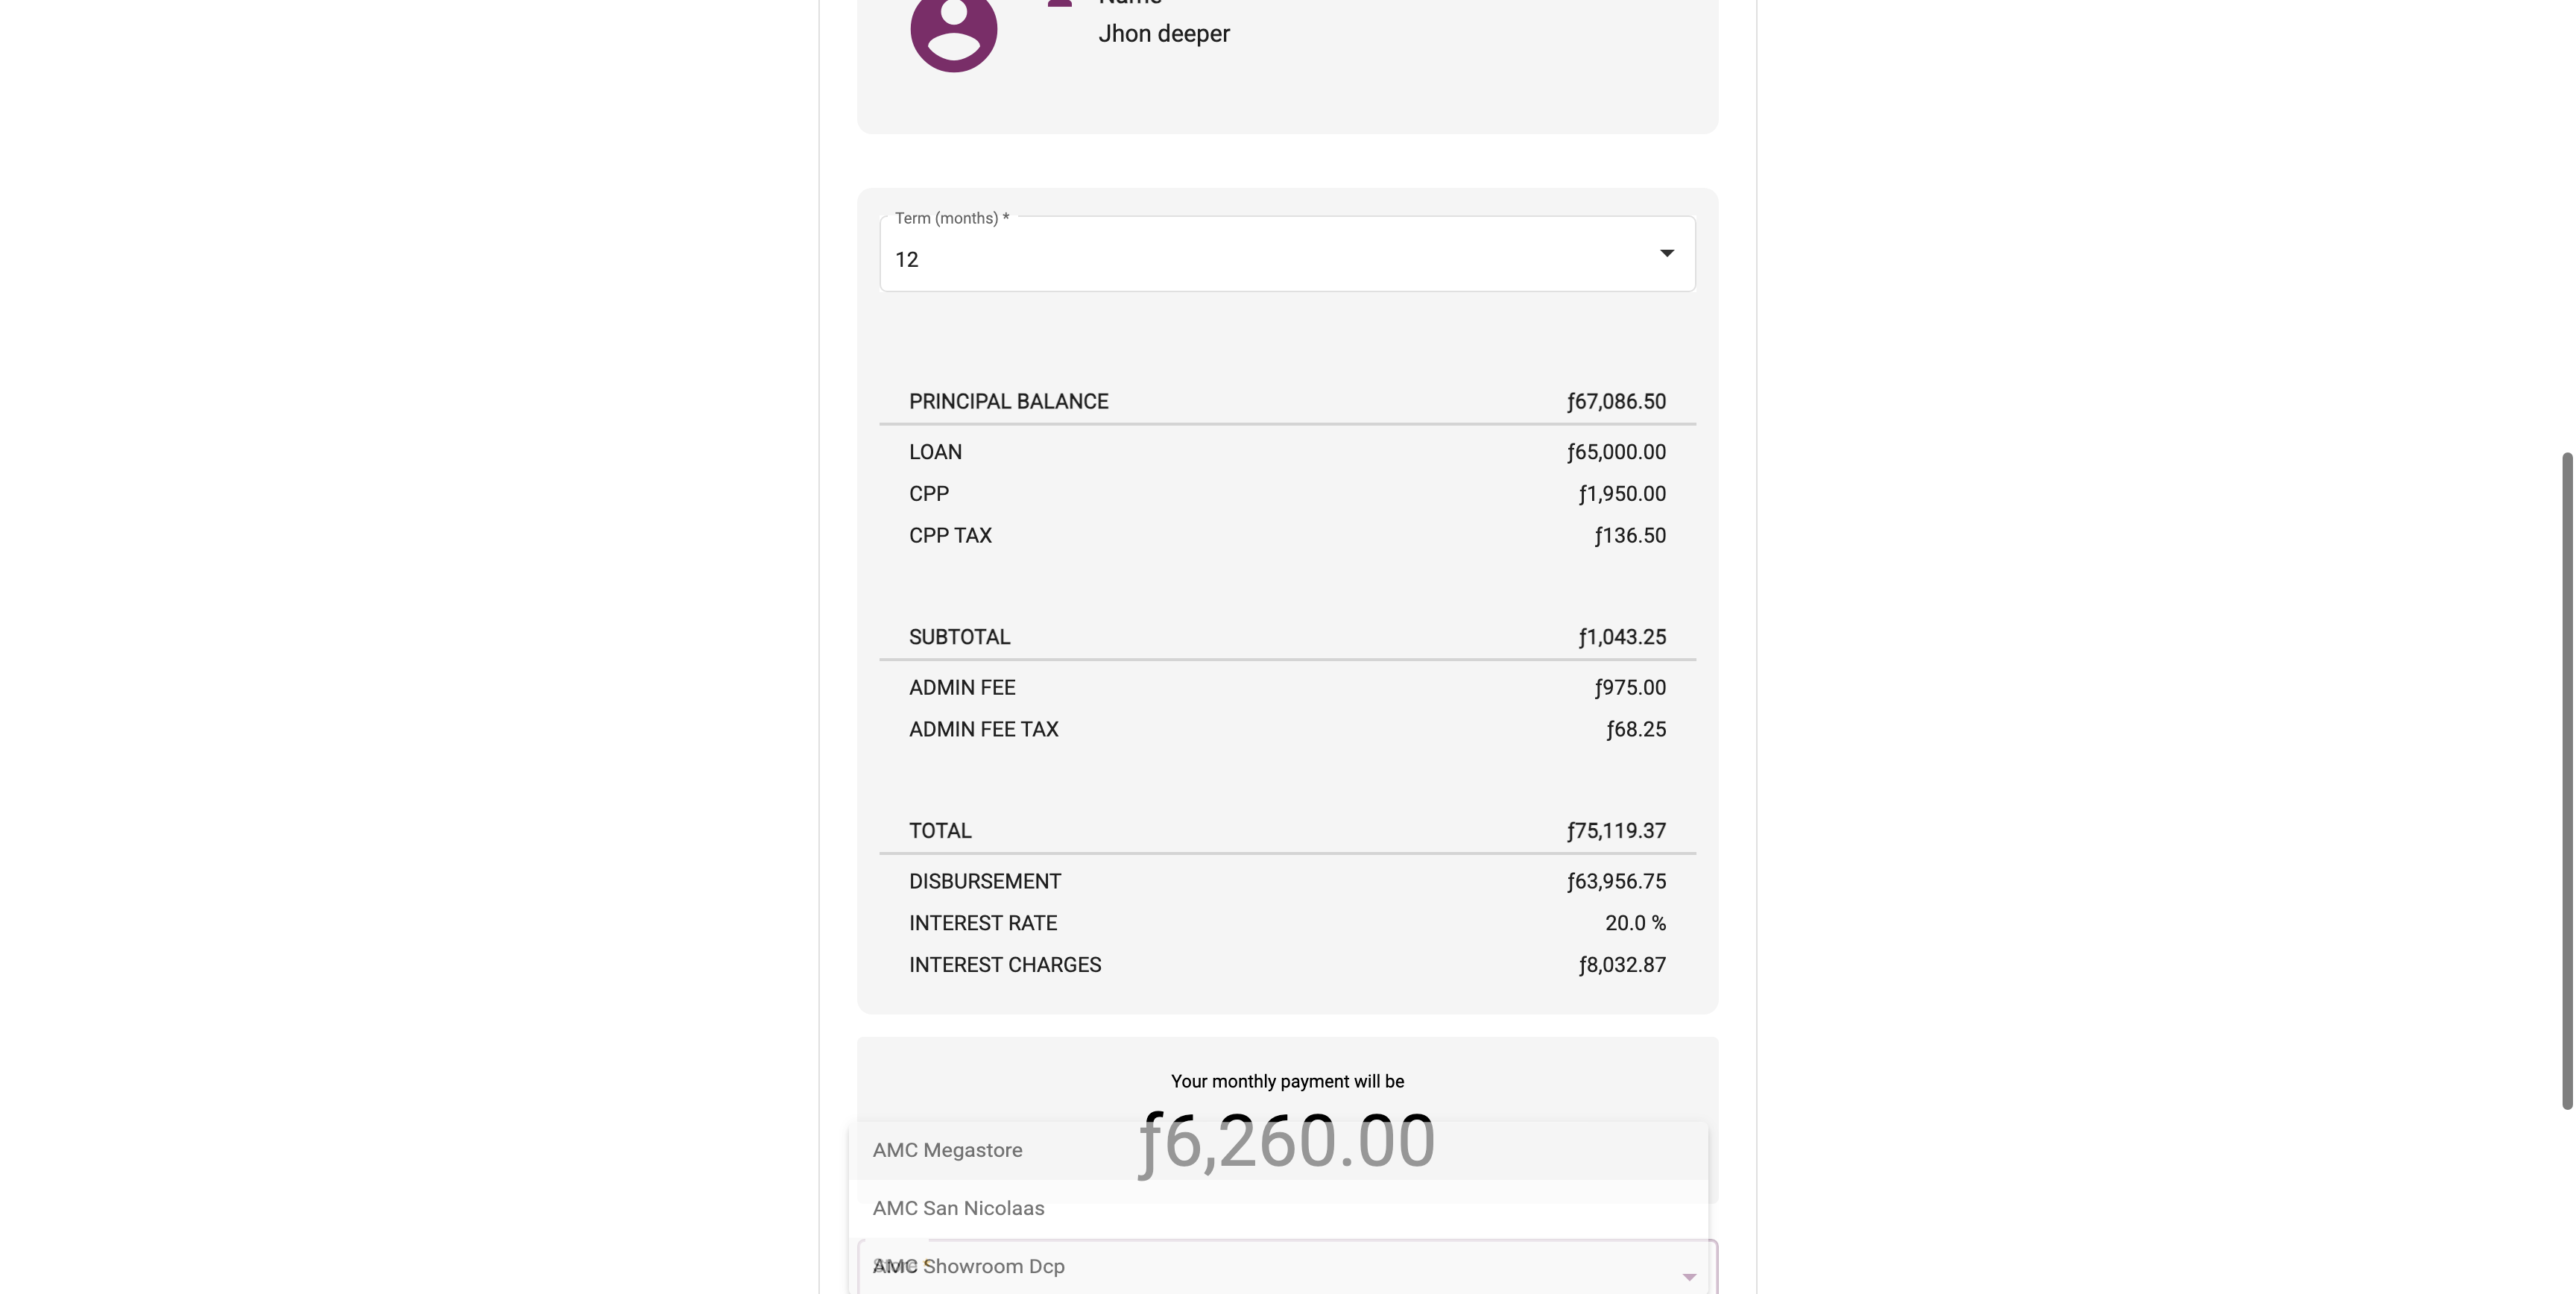 Name
Jhon deeper
Term (months) *
12
PRINCIPAL BALANCE ƒ67,086.50
LOAN ƒ65,000.00
CPP ƒ1,950.00
CPP TAX ƒ136.50
SUBTOTAL ƒ1,043.25
ADMIN FEE ƒ975.00
ADMIN FEE TAX ƒ68.25
TOTAL ƒ75,119.37
DISBURSEMENT ƒ63,956.75
INTEREST RATE 20.0 %
INTEREST CHARGES ƒ8,032.87
Your monthly payment will be
ƒ6,260.00
AMC Megastore
AMC San Nicolaas
AMC Showroom Dcp